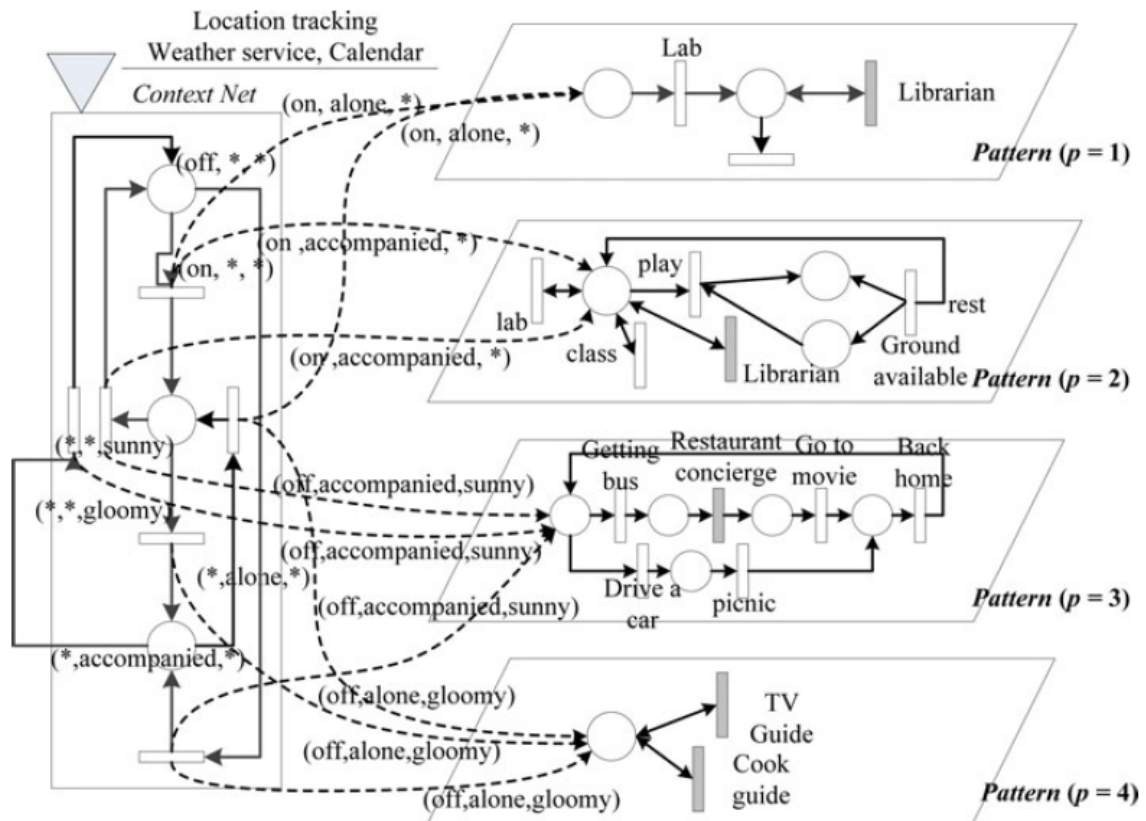 Location tracking
Weather service, Calendar
Context Net
(on, alone, *)
(on, alone, *)
Lab
Librarian
Pattern (p = 1)
(off, *, *)
(on ,accompanied, *)
(on, *, *)
play
lab
class
Librarian
rest
Ground
available
Pattern (p = 2)
(on ,accompanied, *)
(*,*,sunny)
(*,*,gloomy)
(off,accompanied,sunny)
(off,accompanied,sunny)
(off,accompanied,sunny)
(*,alone,*)
Getting
bus
Restaurant
concierge
Go to
movie
Back
home
Drive a
car
picnic
Pattern (p = 3)
(*,accompanied,*)
(off,alone,gloomy)
(off,alone,gloomy)
(off,alone,gloomy)
TV
Guide
Cook
guide
Pattern (p = 4)